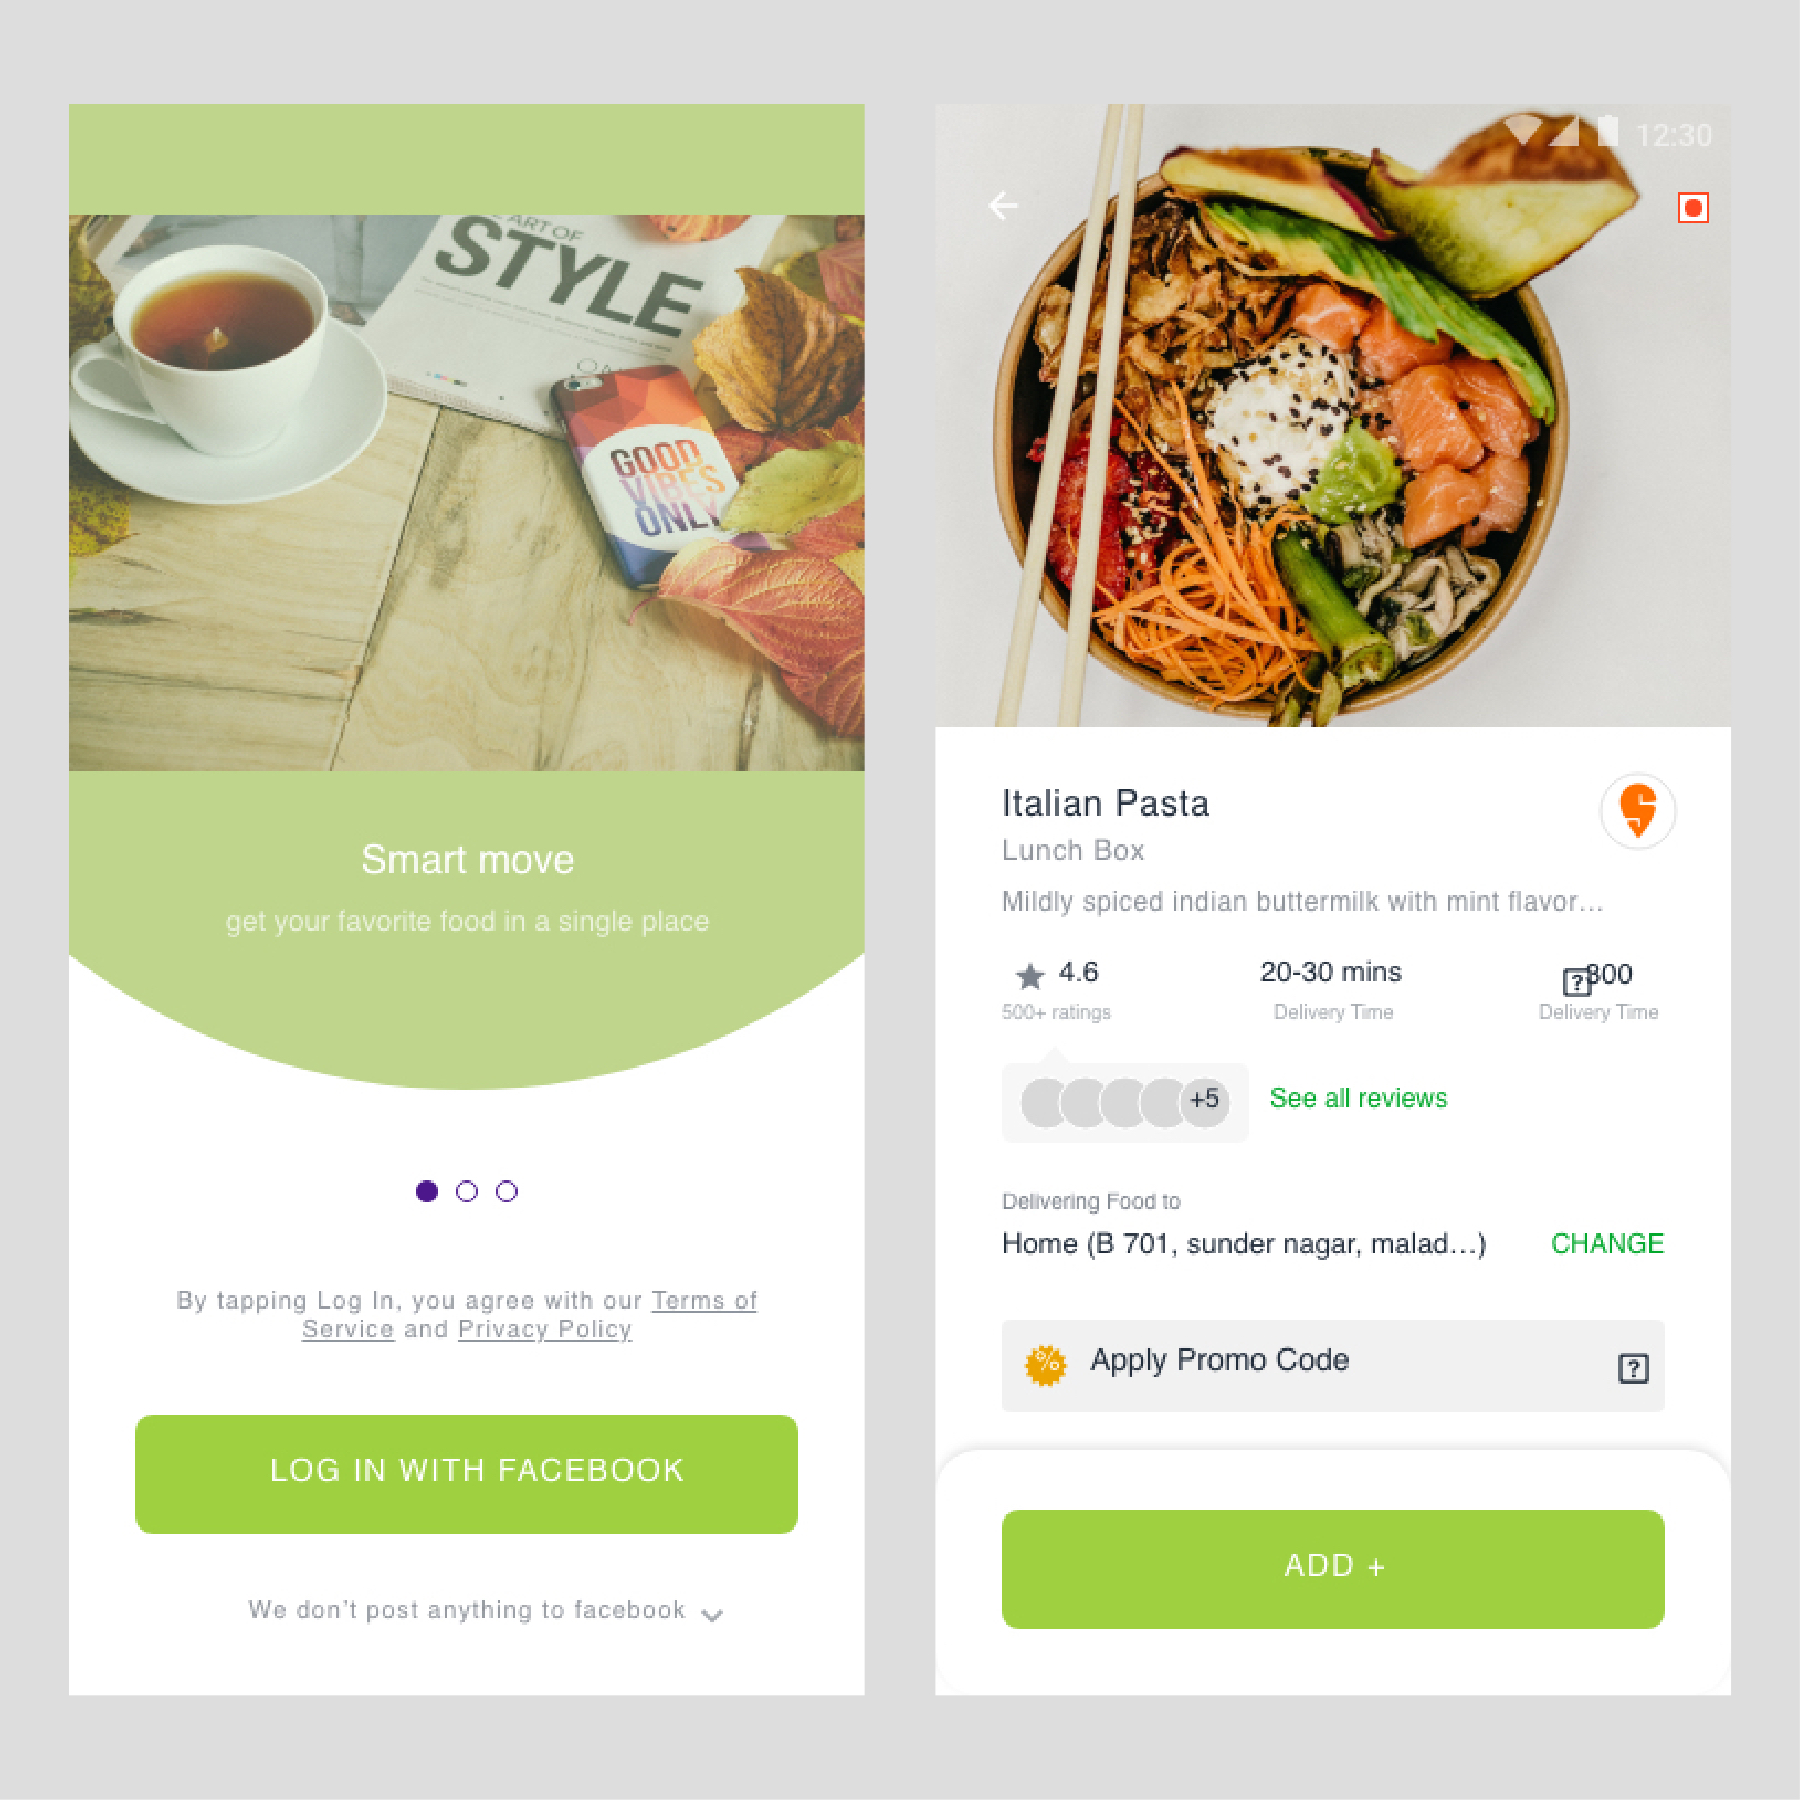 ART OF
STYLE
GOOD
VIBES
ONLY
Smart move
get your favorite food in a single place
By tapping Log In, you agree with our Terms of
Service and Privacy Policy
LOG IN WITH FACEBOOK
We don't post anything to facebook
12:30
Italian Pasta
Lunch Box
Mildly spiced indian buttermilk with mint flavor...
4.6
20-30 mins
300
500+ ratings
Delivery Time
Delivery Time
+5
See all reviews
Delivering Food to
Home (B 701, sunder nagar, malad...)
CHANGE
%
Apply Promo Code
ADD +